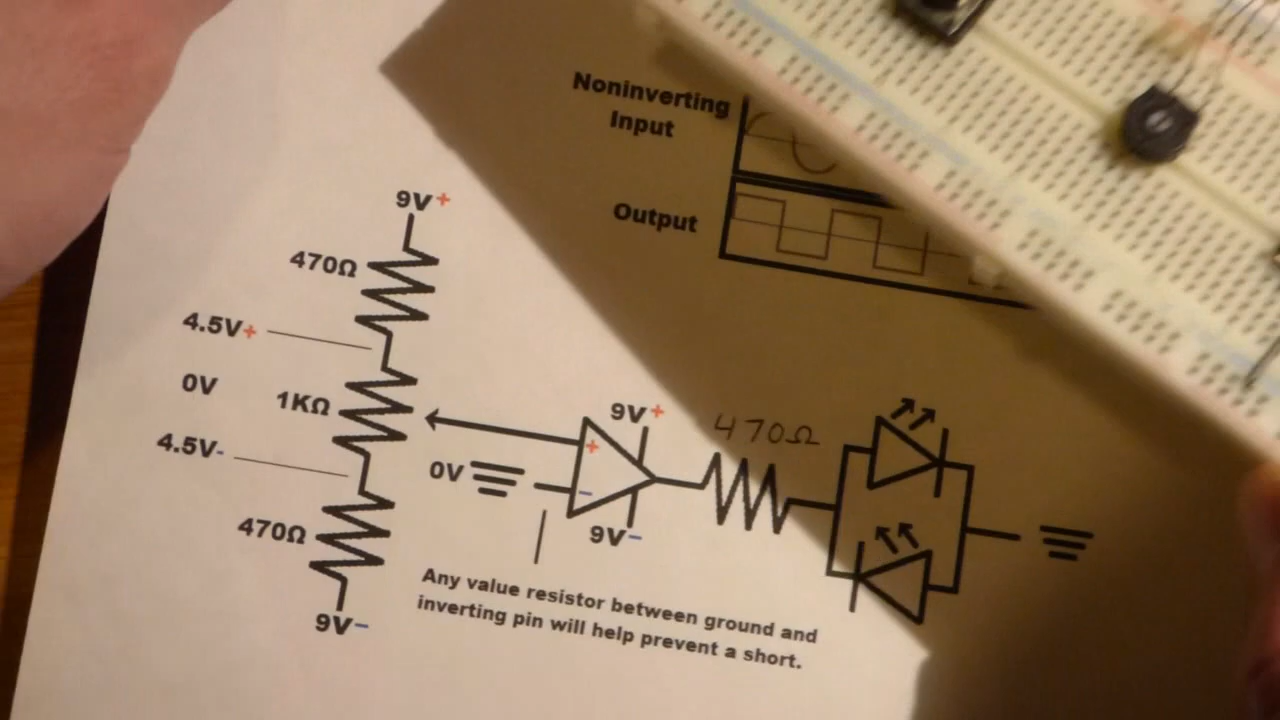 Noninverting
Input
Output
9V+
470Ω
4.5V+
0V
1KΩ
4.5V-
470Ω
9V-
9V+
+
470Ω
0V
-
9V-
Any value resistor between ground and
inverting pin will help prevent a short.